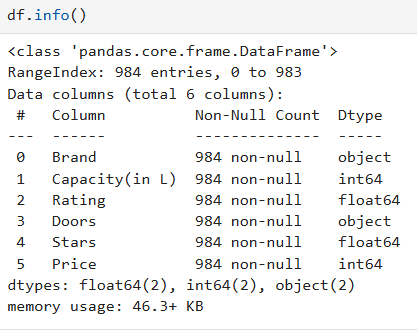 df.info()
<class 'pandas.core.frame.DataFrame'>
RangeIndex: 984 entries, 0 to 983
Data columns (total 6 columns):
 #   Column         Non-Null Count  Dtype
---  ------         --------------  -----
 0   Brand          984 non-null    object
 1   Capacity(in L) 984 non-null    int64
 2   Rating         984 non-null    float64
 3   Doors          984 non-null    object
 4   Stars          984 non-null    float64
 5   Price          984 non-null    int64
dtypes: float64(2), int64(2), object(2)
memory usage: 46.3+ KB